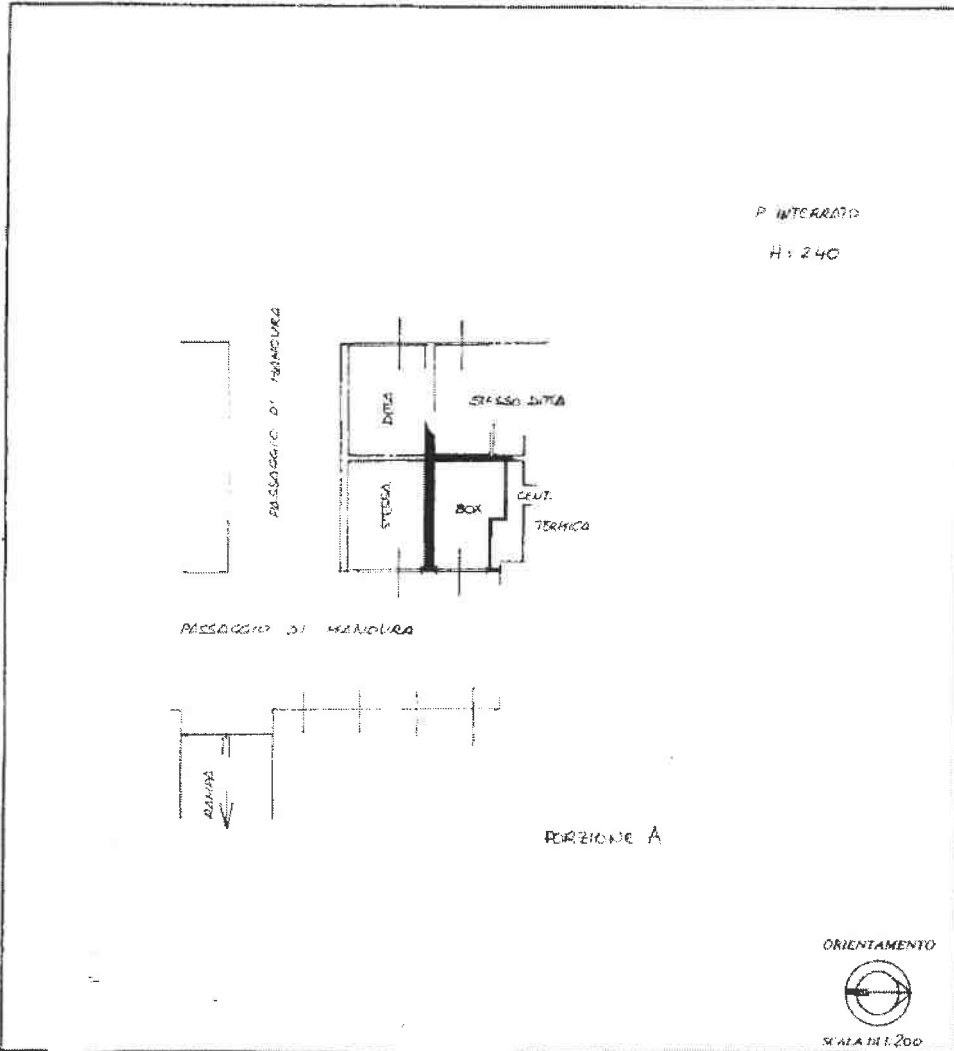 P. INTERRATO
H: 240
PASSAGGIO DI MANOVRA
DITTA
STESSO DITTA
STESSA
BOX
CENT.
TERMICA
PASSAGGIO DI MANOVRA
RAMPA
PORZIONE A
ORIENTAMENTO
SCALA DI 1:200